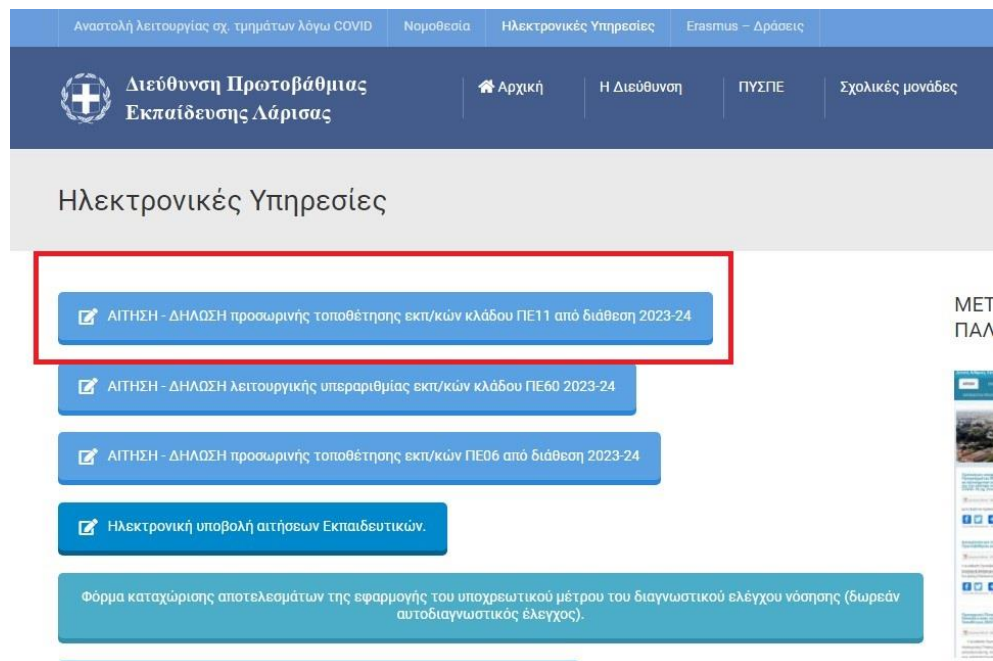 Αναστολή λειτουργίας σχ. τμημάτων λόγω COVID Νομοθεσία Ηλεκτρονικές Υπηρεσίες Erasmus – Δράσεις
Διεύθυνση Πρωτοβάθμιας
Εκπαίδευσης Λάρισας
Αρχική Η Διεύθυνση ΠΥΣΠΕ Σχολικές μονάδες
Ηλεκτρονικές Υπηρεσίες
ΑΙΤΗΣΗ - ΔΗΛΩΣΗ προσωρινής τοποθέτησης εκπ/κών κλάδου ΠΕ11 από διάθεση 2023-24
ΑΙΤΗΣΗ - ΔΗΛΩΣΗ λειτουργικής υπεραριθμίας εκπ/κών κλάδου ΠΕ60 2023-24
ΑΙΤΗΣΗ - ΔΗΛΩΣΗ προσωρινής τοποθέτησης εκπ/κών ΠΕ06 από διάθεση 2023-24
Ηλεκτρονική υποβολή αιτήσεων Εκπαιδευτικών.
Φόρμα καταχώρισης αποτελεσμάτων της εφαρμογής του υποχρεωτικού μέτρου του διαγνωστικού ελέγχου νόσησης (δωρεάν
αυτοδιαγνωστικός έλεγχος).
ΜΕΤ
ΠΑΛ